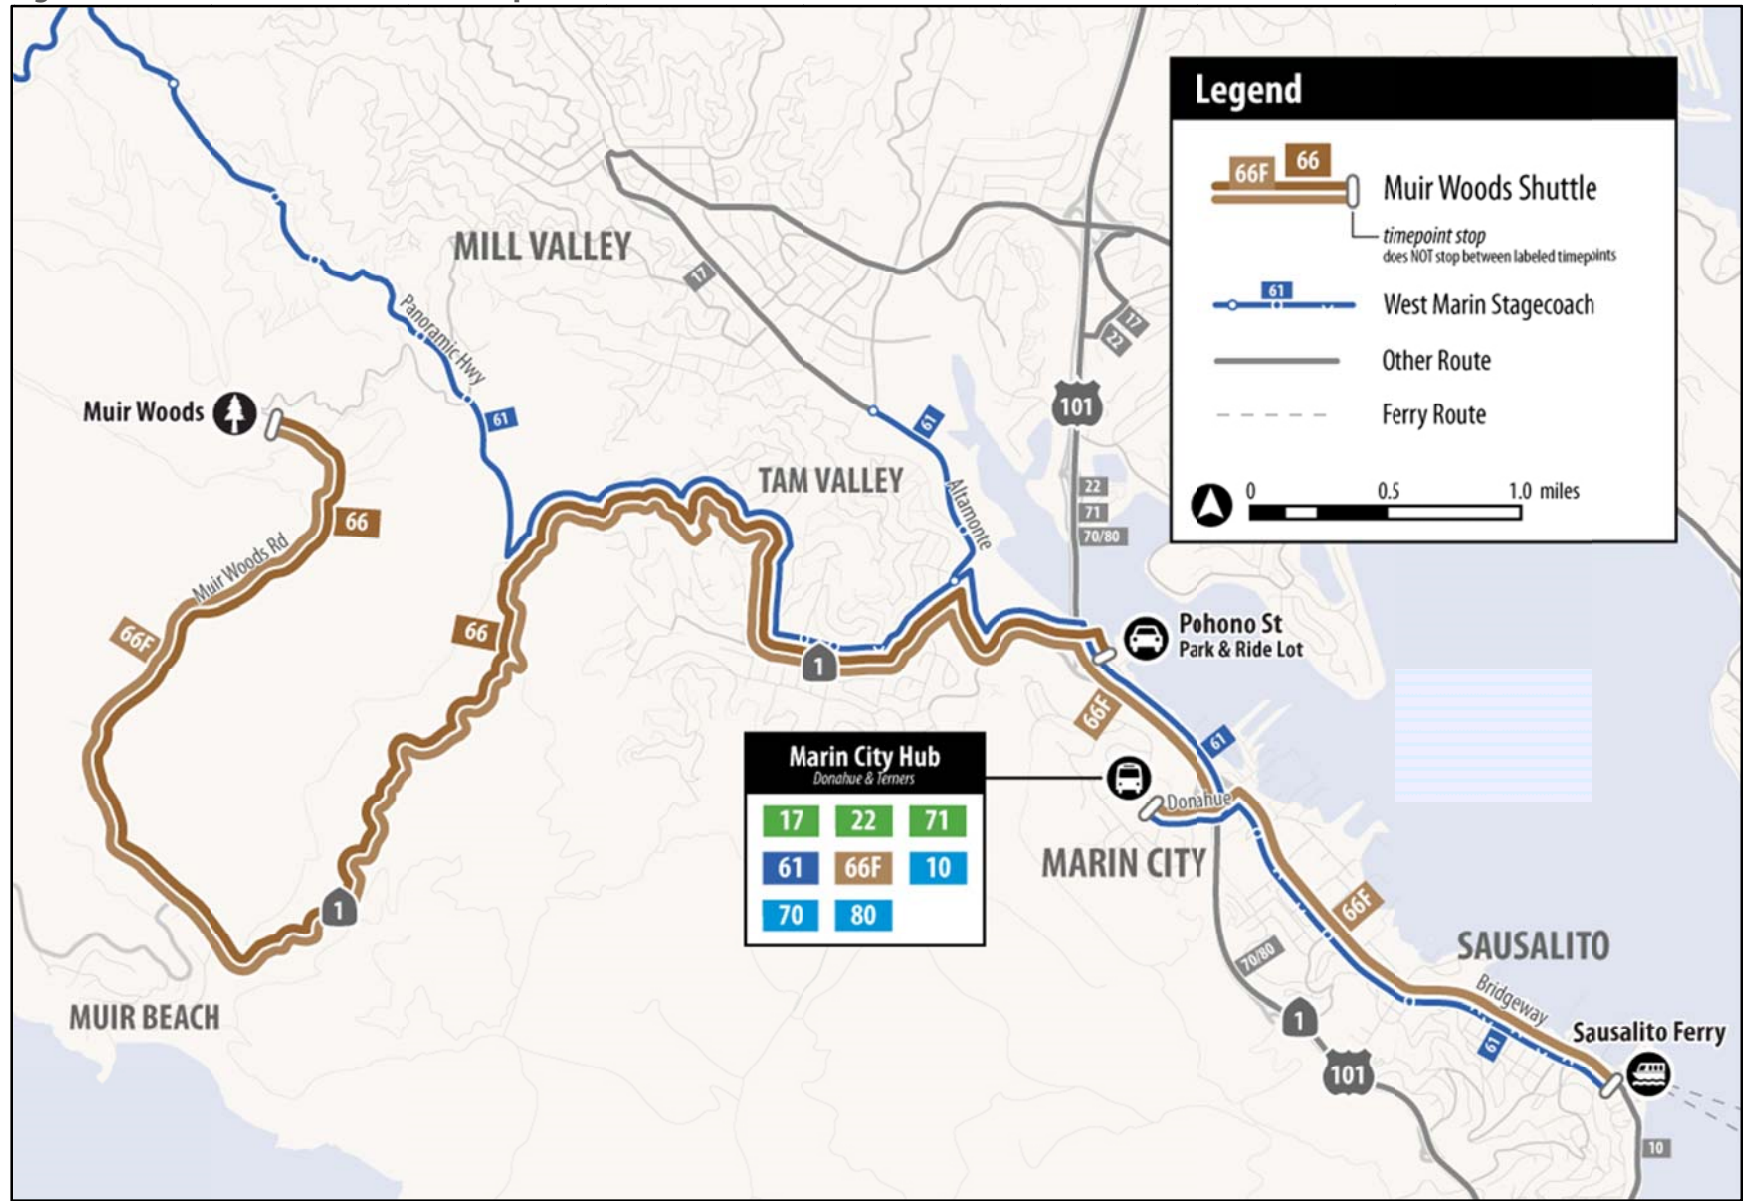 Legend
66F
66
Muir Woods Shuttle
timepoint stop
does NOT stop between labeled timepoints
61
West Marin Stagecoach
Other Route
Ferry Route
0 0.5 1.0 miles
MILL VALLEY
17
17
22
Panoramic Hwy
101
Muir Woods
61
61
TAM VALLEY
Altamonte
22
71
70/80
66
Muir Woods Rd
66F
66
1
Pohono St
Park & Ride Lot
66F
61
Marin City Hub
Donahue & Terners
17 22 71
61 66F 10
70 80
Donahue
MARIN CITY
1
66F
SAUSALITO
70/80
Bridgeway
MUIR BEACH
1
61
Sausalito Ferry
101
10